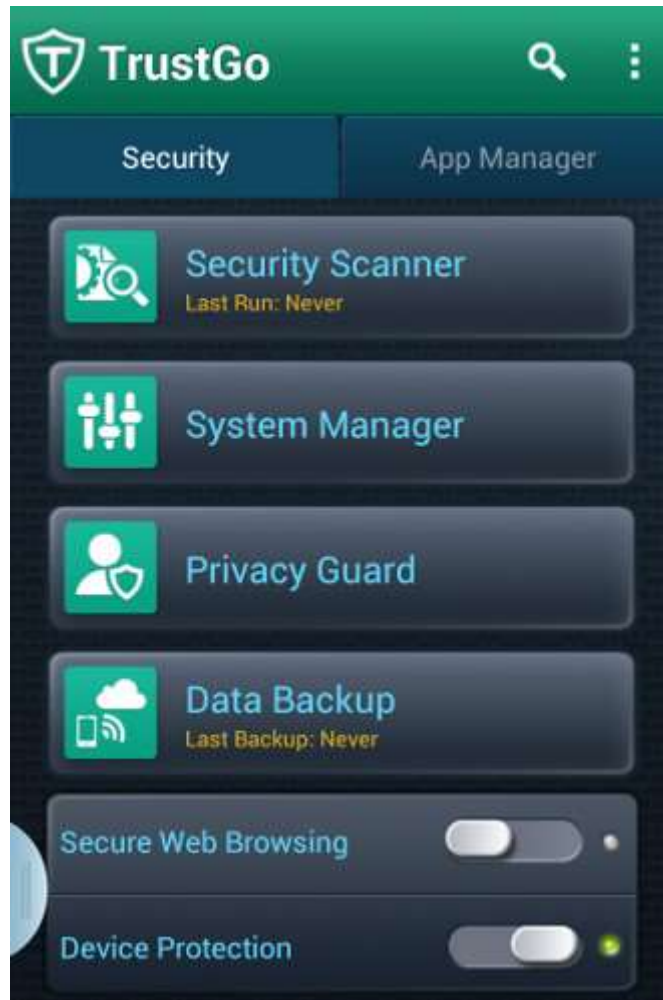 TrustGo
Security
App Manager
Security Scanner
Last Run: Never
System Manager
Privacy Guard
Data Backup
Last Backup: Never
Secure Web Browsing
Device Protection